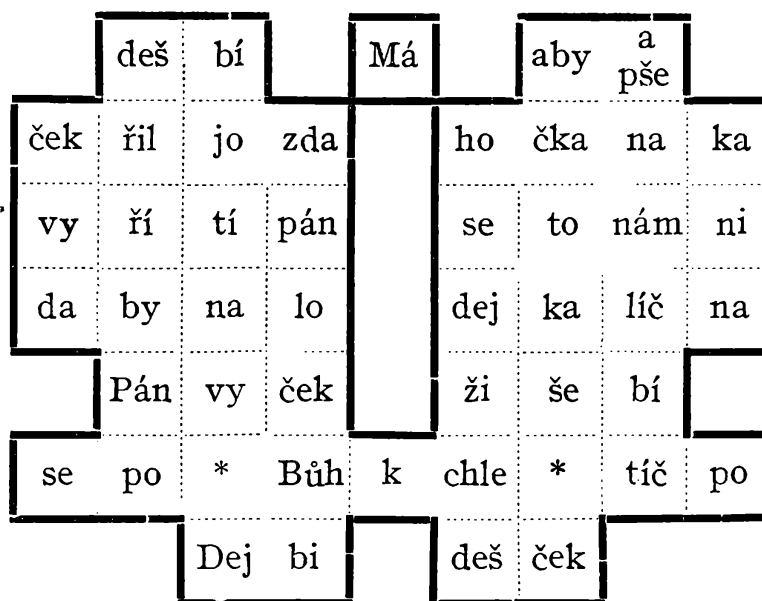 deš bí Má aby a pše
ček řil jo zda ho čka na ka
vy ří tí pán se to nám ni
da by na lo dej ka líč na
Pán vy ček ži še bí
se po * Bůh k chle * tíč po
Dej bi deš ček